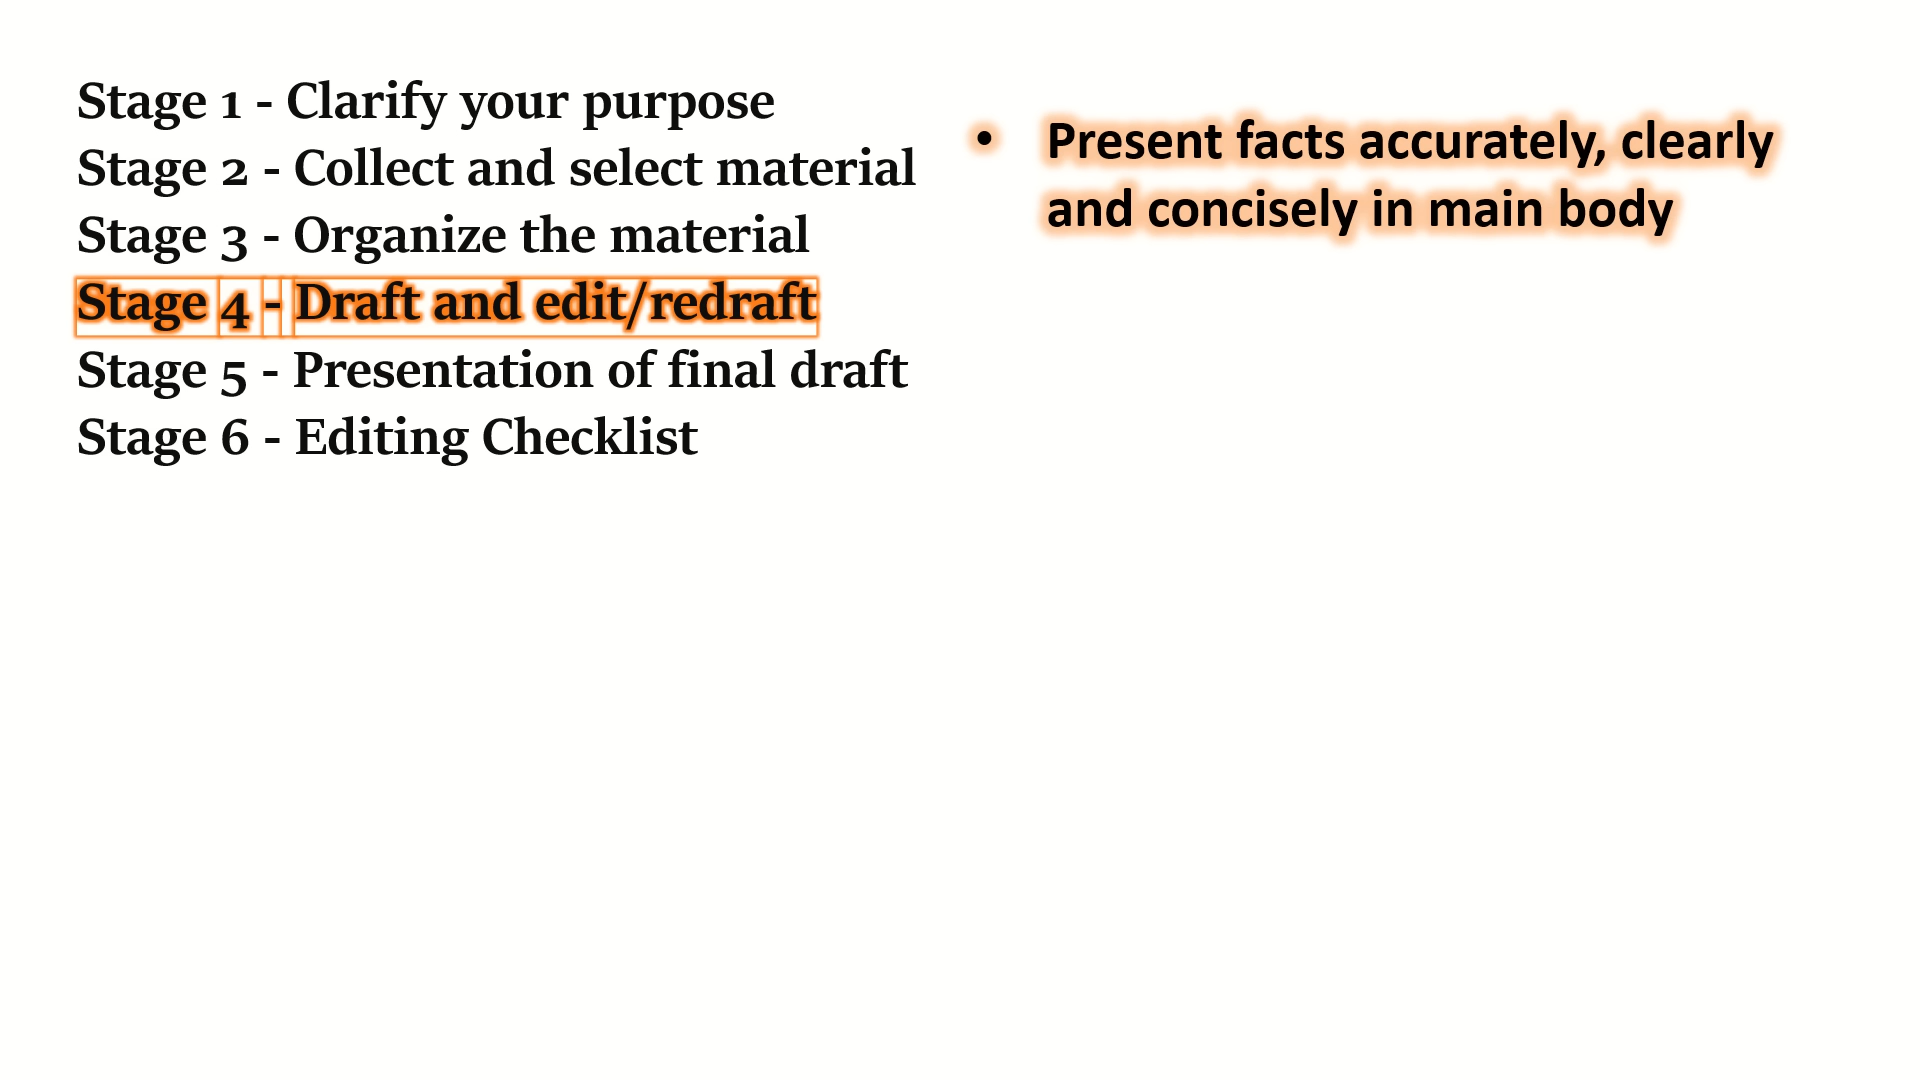 Stage 1 - Clarify your purpose
Stage 2 - Collect and select material
Stage 3 - Organize the material
Stage 4 - Draft and edit/redraft
Stage 5 - Presentation of final draft
Stage 6 - Editing Checklist
• Present facts accurately, clearly
and concisely in main body